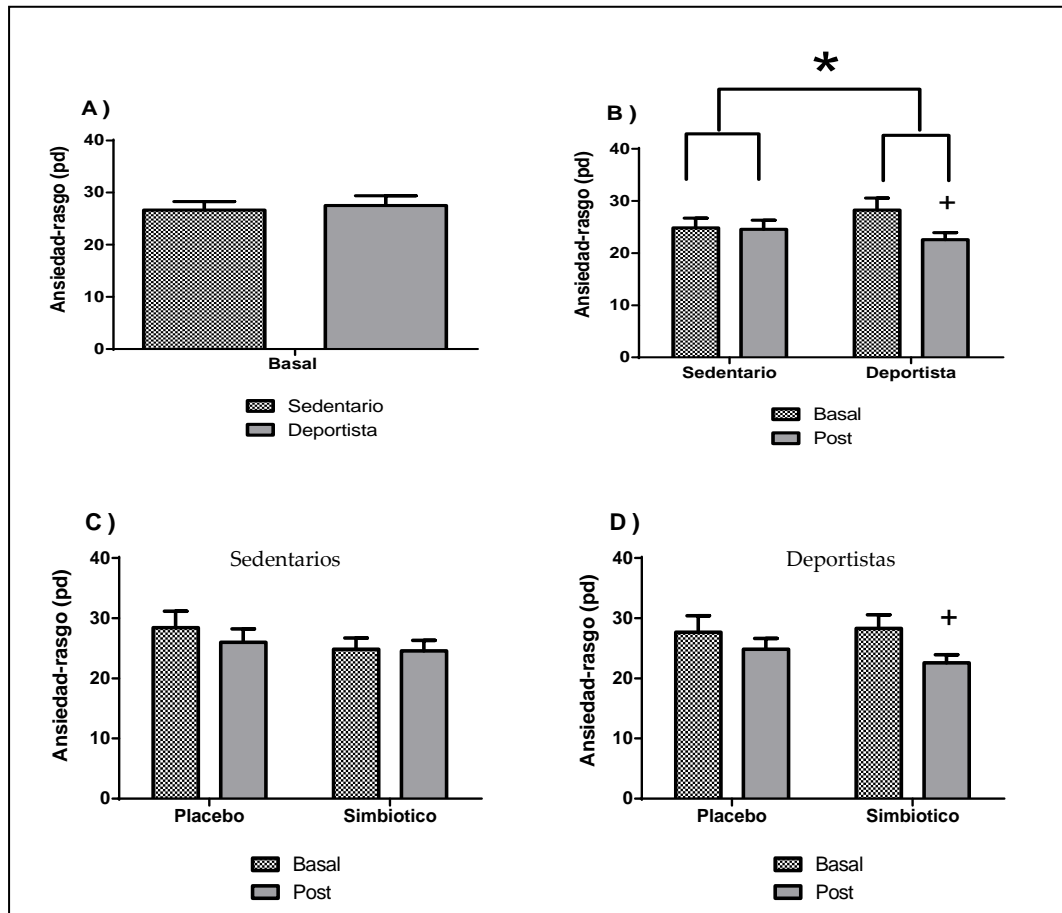 A)
Ansiedad-rasgo (pd)
40
30
20
10
0
Basal
Sedentario
Deportista
*
B)
Ansiedad-rasgo (pd)
40
30
20
10
0
+
Sedentario
Deportista
Basal
Post
C)
Sedentarios
Ansiedad-rasgo (pd)
40
30
20
10
0
Placebo
Simbiotico
Basal
Post
D)
Deportistas
Ansiedad-rasgo (pd)
40
30
20
10
0
+
Placebo
Simbiotico
Basal
Post